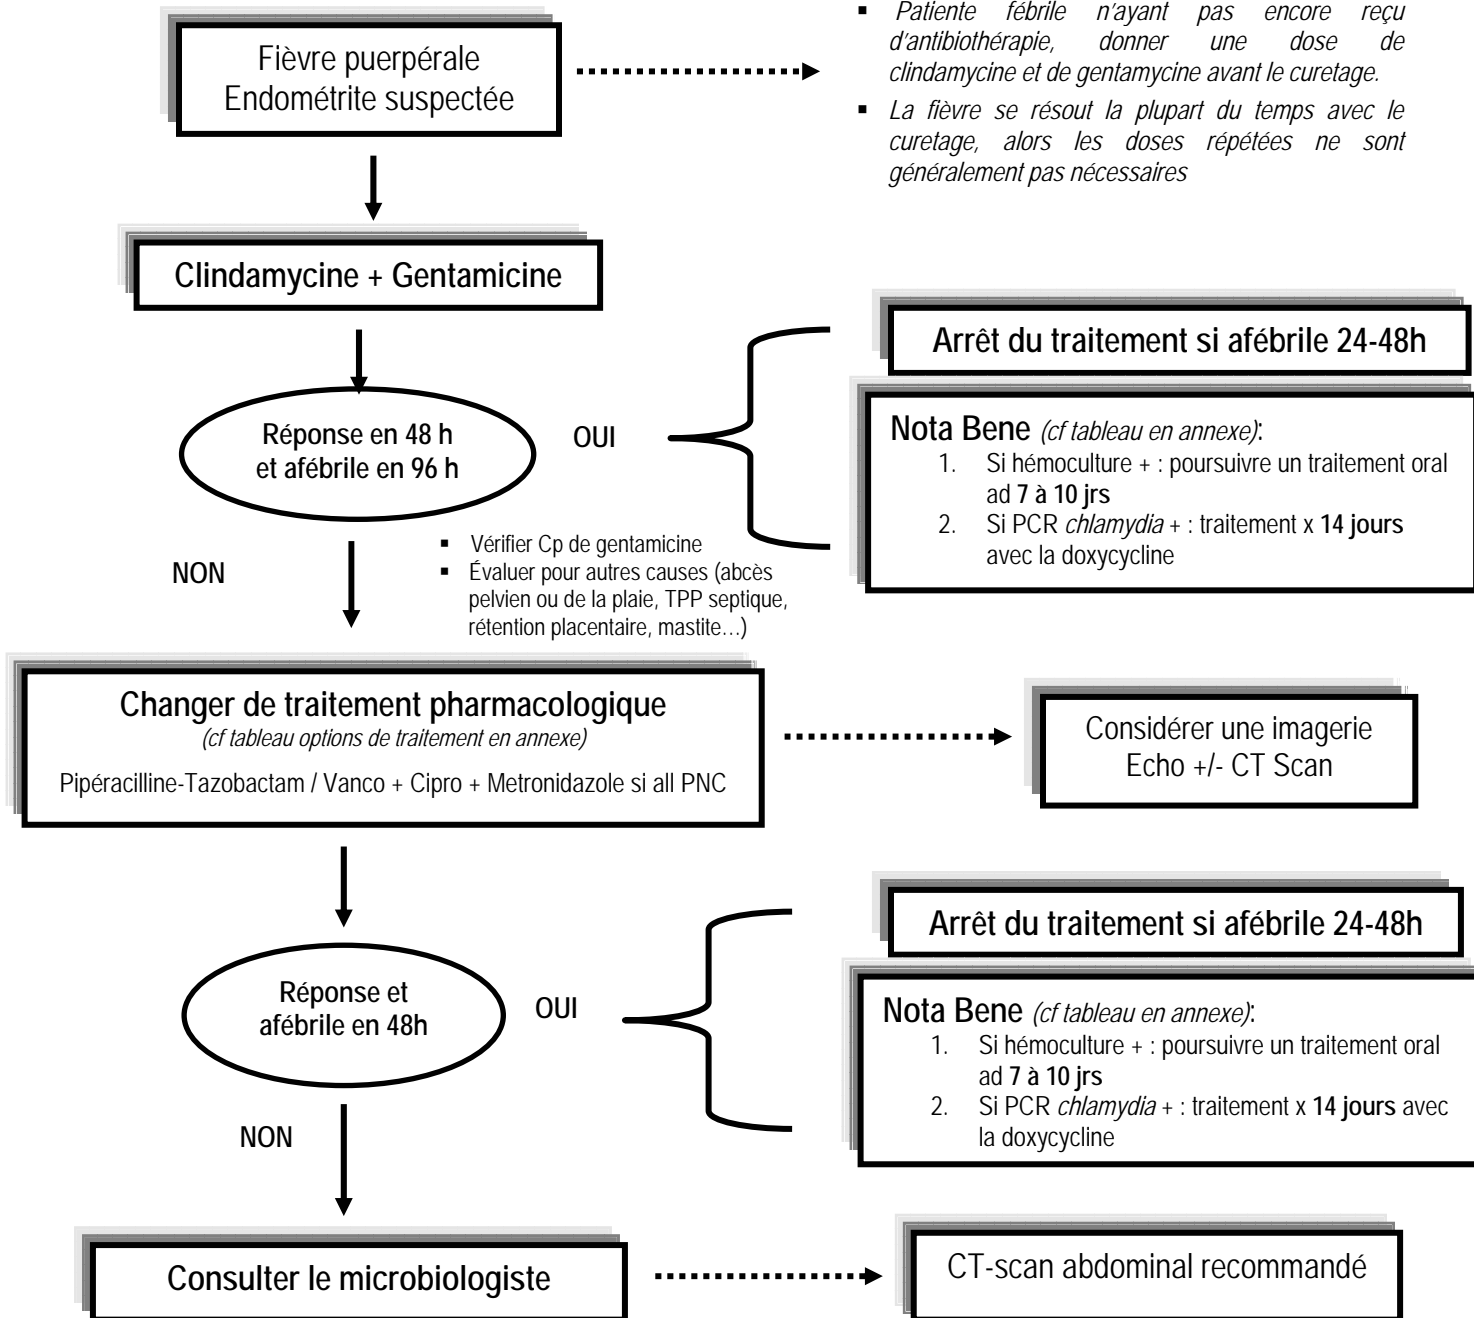 ▪ Patiente fébrile n'ayant pas encore reçu
d'antibiothérapie, donner une dose de
clindamycine et de gentamycine avant le curetage.
▪ La fièvre se résout la plupart du temps avec le
curetage, alors les doses répétées ne sont
généralement pas nécessaires
Fièvre puerpérale
Endométrite suspectée
Clindamycine + Gentamicine
Réponse en 48 h
et afébrile en 96 h
OUI
Arrêt du traitement si afébrile 24-48h
Nota Bene (cf tableau en annexe):
1. Si hémoculture + : poursuivre un traitement oral
ad 7 à 10 jrs
2. Si PCR chlamydia + : traitement x 14 jours
avec la doxycycline
NON
▪ Vérifier Cp de gentamicine
▪ Évaluer pour autres causes (abcès
pelvien ou de la plaie, TPP septique,
rétention placentaire, mastite…)
Changer de traitement pharmacologique
(cf tableau options de traitement en annexe)
Pipéracilline-Tazobactam / Vanco + Cipro + Metronidazole si all PNC
Considérer une imagerie
Echo +/- CT Scan
Réponse et
afébrile en 48h
OUI
Arrêt du traitement si afébrile 24-48h
Nota Bene (cf tableau en annexe):
1. Si hémoculture + : poursuivre un traitement oral
ad 7 à 10 jrs
2. Si PCR chlamydia + : traitement x 14 jours avec
la doxycycline
NON
Consulter le microbiologiste
CT-scan abdominal recommandé